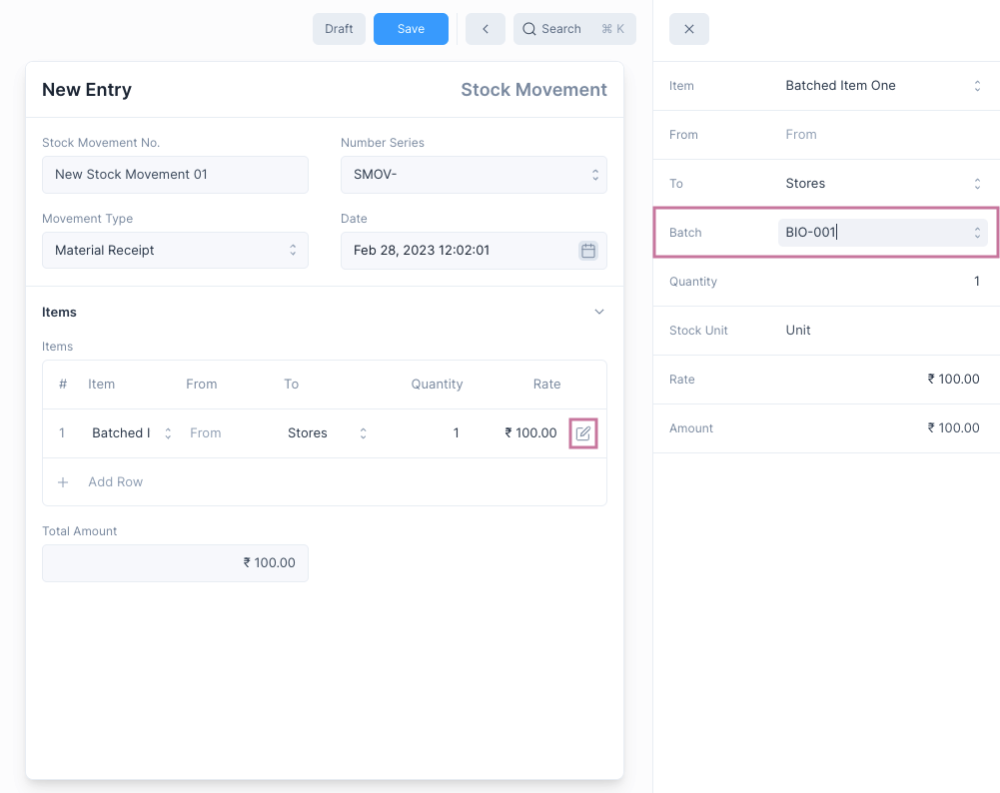 Draft Save Search ⌘ K
New Entry Stock Movement
Stock Movement No. Number Series
New Stock Movement 01 SMOV-
Movement Type Date
Material Receipt Feb 28, 2023 12:02:01
Items
Items
# Item From To Quantity Rate
1 Batched I From Stores 1 ₹ 100.00
+ Add Row
Total Amount
₹ 100.00
Item Batched Item One
From From
To Stores
Batch BIO-001
Quantity 1
Stock Unit Unit
Rate ₹ 100.00
Amount ₹ 100.00